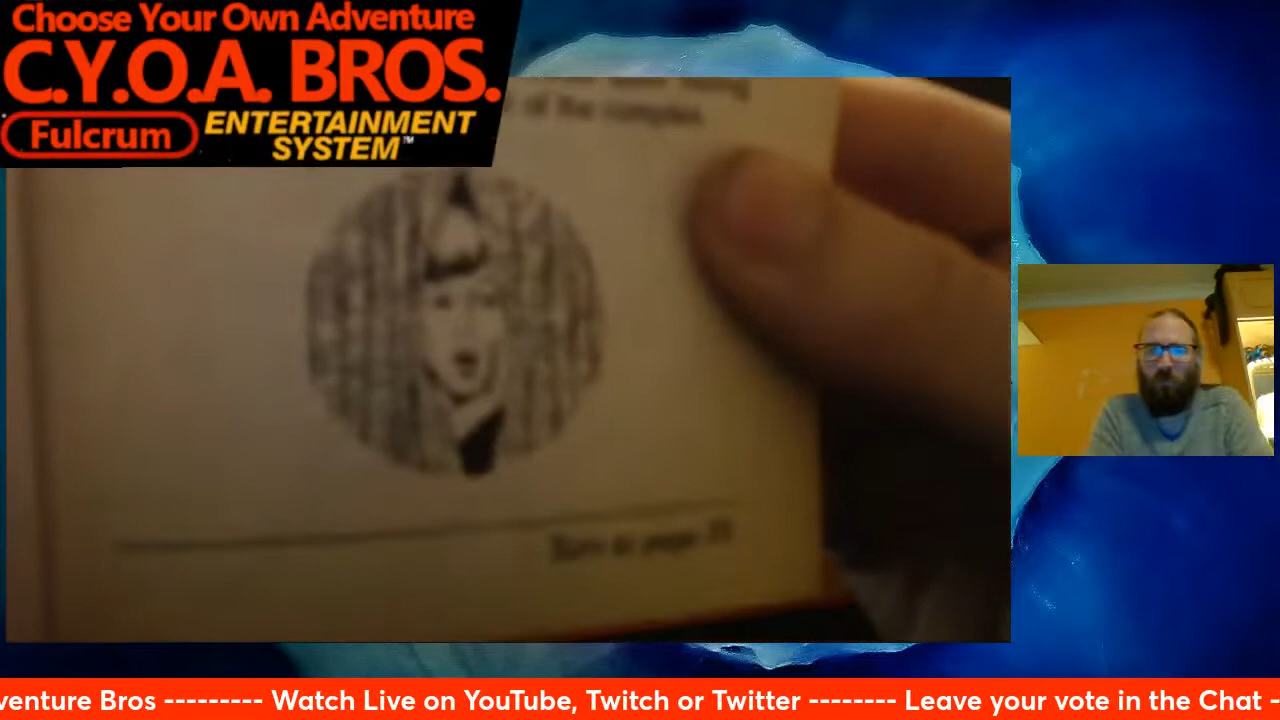 Choose Your Own Adventure
C.Y.O.A. BROS.
Fulcrum
ENTERTAINMENT
SYSTEM™
of the complex.
Turn to page
venture Bros --------- Watch Live on YouTube, Twitch or Twitter -------- Leave your vote in the Chat -